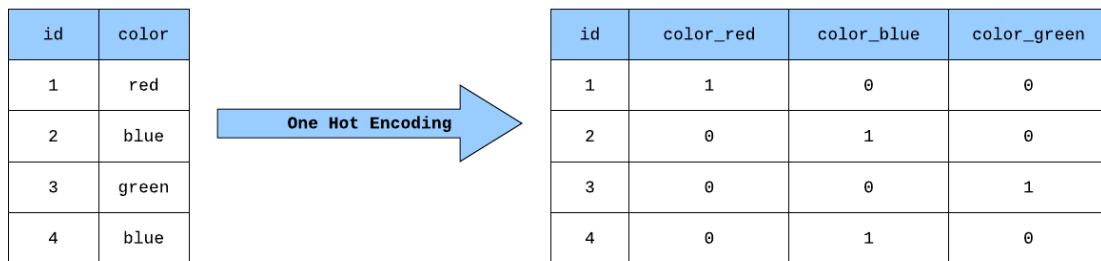 id color
1 red
2 blue
3 green
4 blue
One Hot Encoding
id color_red color_blue color_green
1 1 0 0
2 0 1 0
3 0 0 1
4 0 1 0